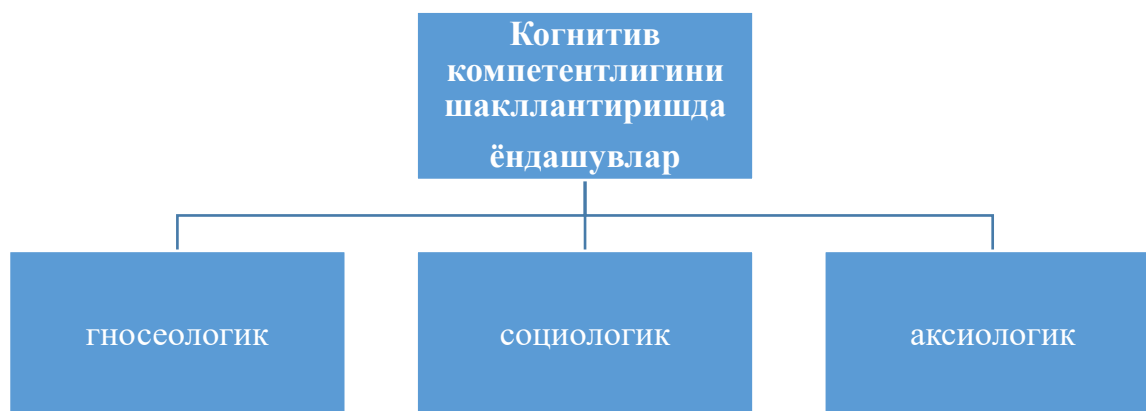 Когнитив
компетентлигини
шакллантиришда
ёндашувлар
гносеологик
социологик
аксиологик